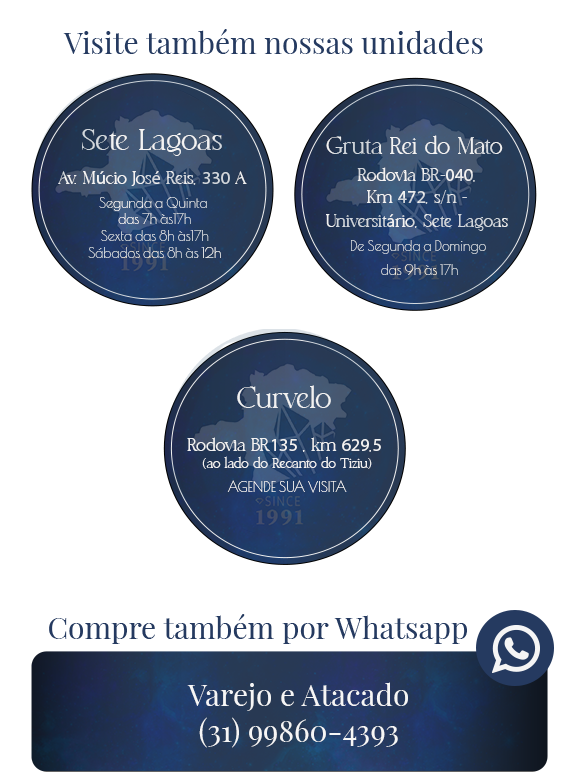 Visite também nossas unidades
Sete Lagoas
Av. Múcio José Reis, 330 A
Segunda a Quinta
das 7h às17h
Sexta das 8h às17h
Sábados das 8h às 12h
1991
Gruta Rei do Mato
Rodovia BR-040,
Km 472, s/n -
Universitário, Sete Lagoas
De Segunda a Domingo
SINCE
das 9h às 17h
1991
Curvelo
Rodovia BR135 , km 629,5
(ao lado do Recanto do Tiziu)
AGENDE SUA VISITA
SINCE
1991
Compre também por Whatsapp
Varejo e Atacado
(31) 99860-4393